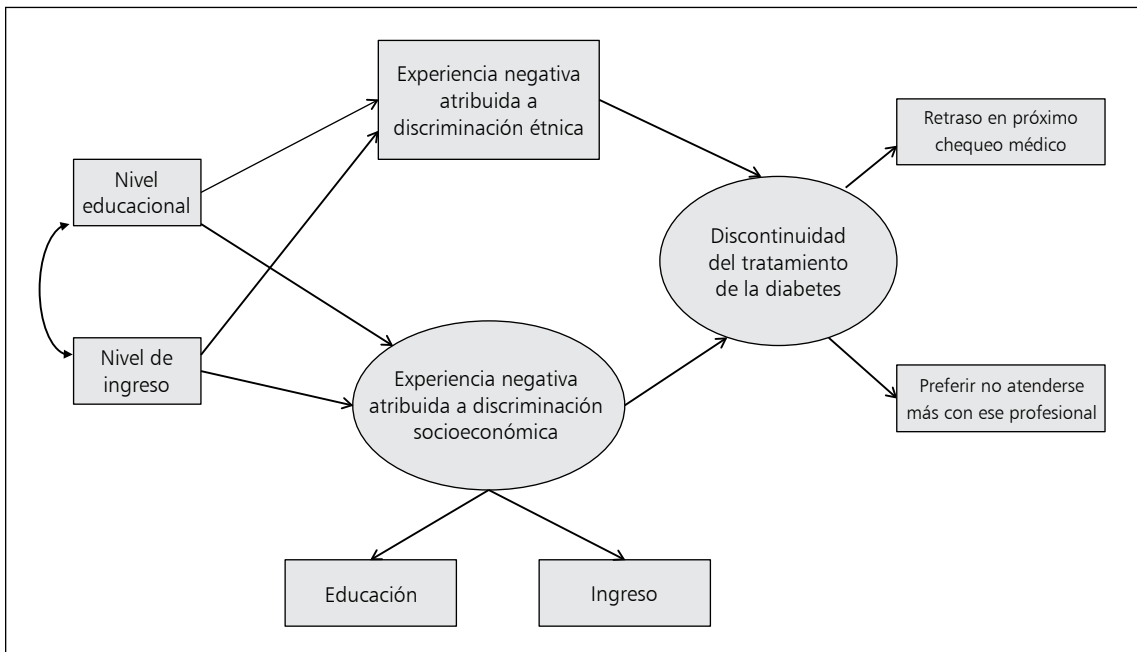 Experiencia negativa
atribuida a
discriminación étnica
Retraso en próximo
chequeo médico
Nivel
educacional
Discontinuidad
del tratamiento
de la diabetes
Nivel de
ingreso
Experiencia negativa
atribuida a discriminación
socioeconómica
Preferir no atenderse
más con ese profesional
Educación
Ingreso